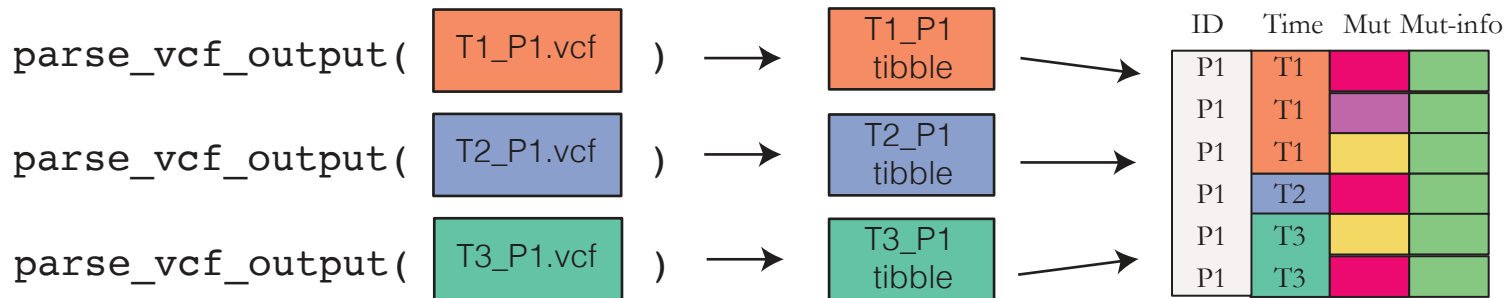 ID Time Mut Mut-info
parse_vcf_output( T1_P1.vcf ) T1_P1
tibble
parse_vcf_output( T2_P1.vcf ) T2_P1
tibble
parse_vcf_output( T3_P1.vcf ) T3_P1
tibble
P1 T1
P1 T1
P1 T1
P1 T2
P1 T3
P1 T3